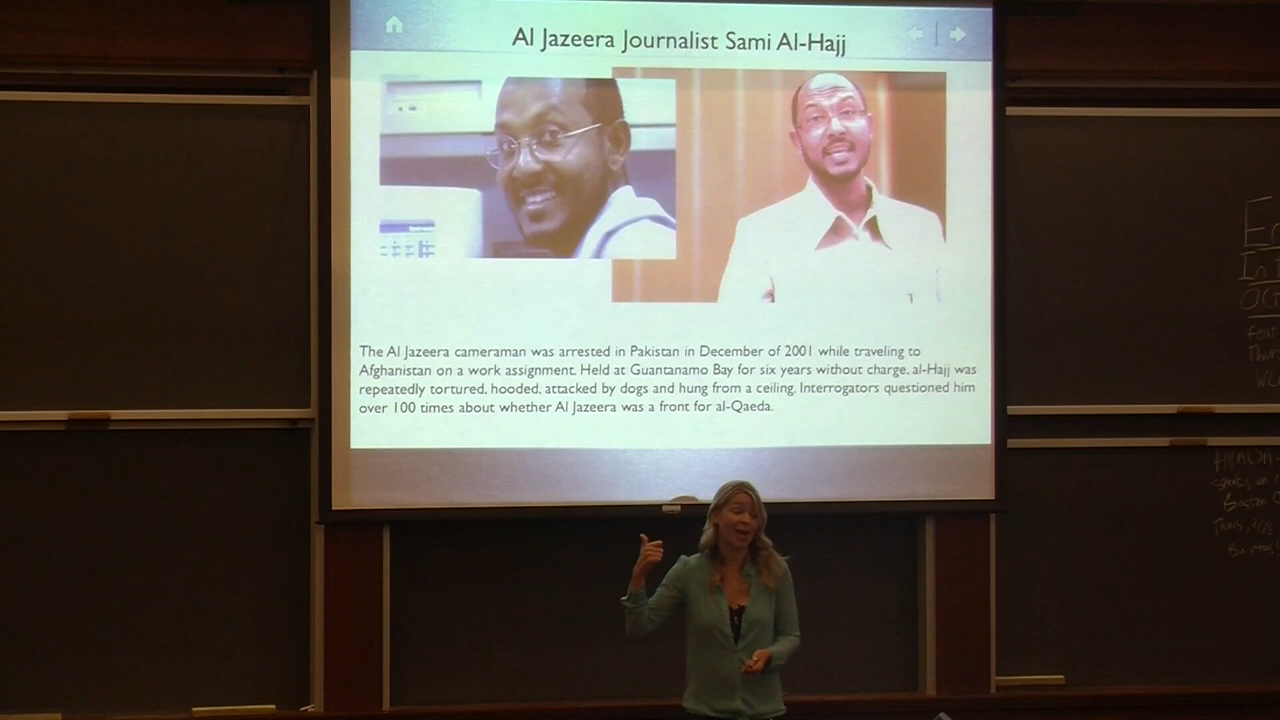 Al Jazeera Journalist Sami Al-Hajj
The Al Jazeera cameraman was arrested in Pakistan in December of 2001 while traveling to
Afghanistan on a work assignment. Held at Guantanamo Bay for six years without charge, al-Hajj was
repeatedly tortured, hooded, attacked by dogs and hung from a ceiling. Interrogators questioned him
over 100 times about whether Al Jazeera was a front for al-Qaeda.